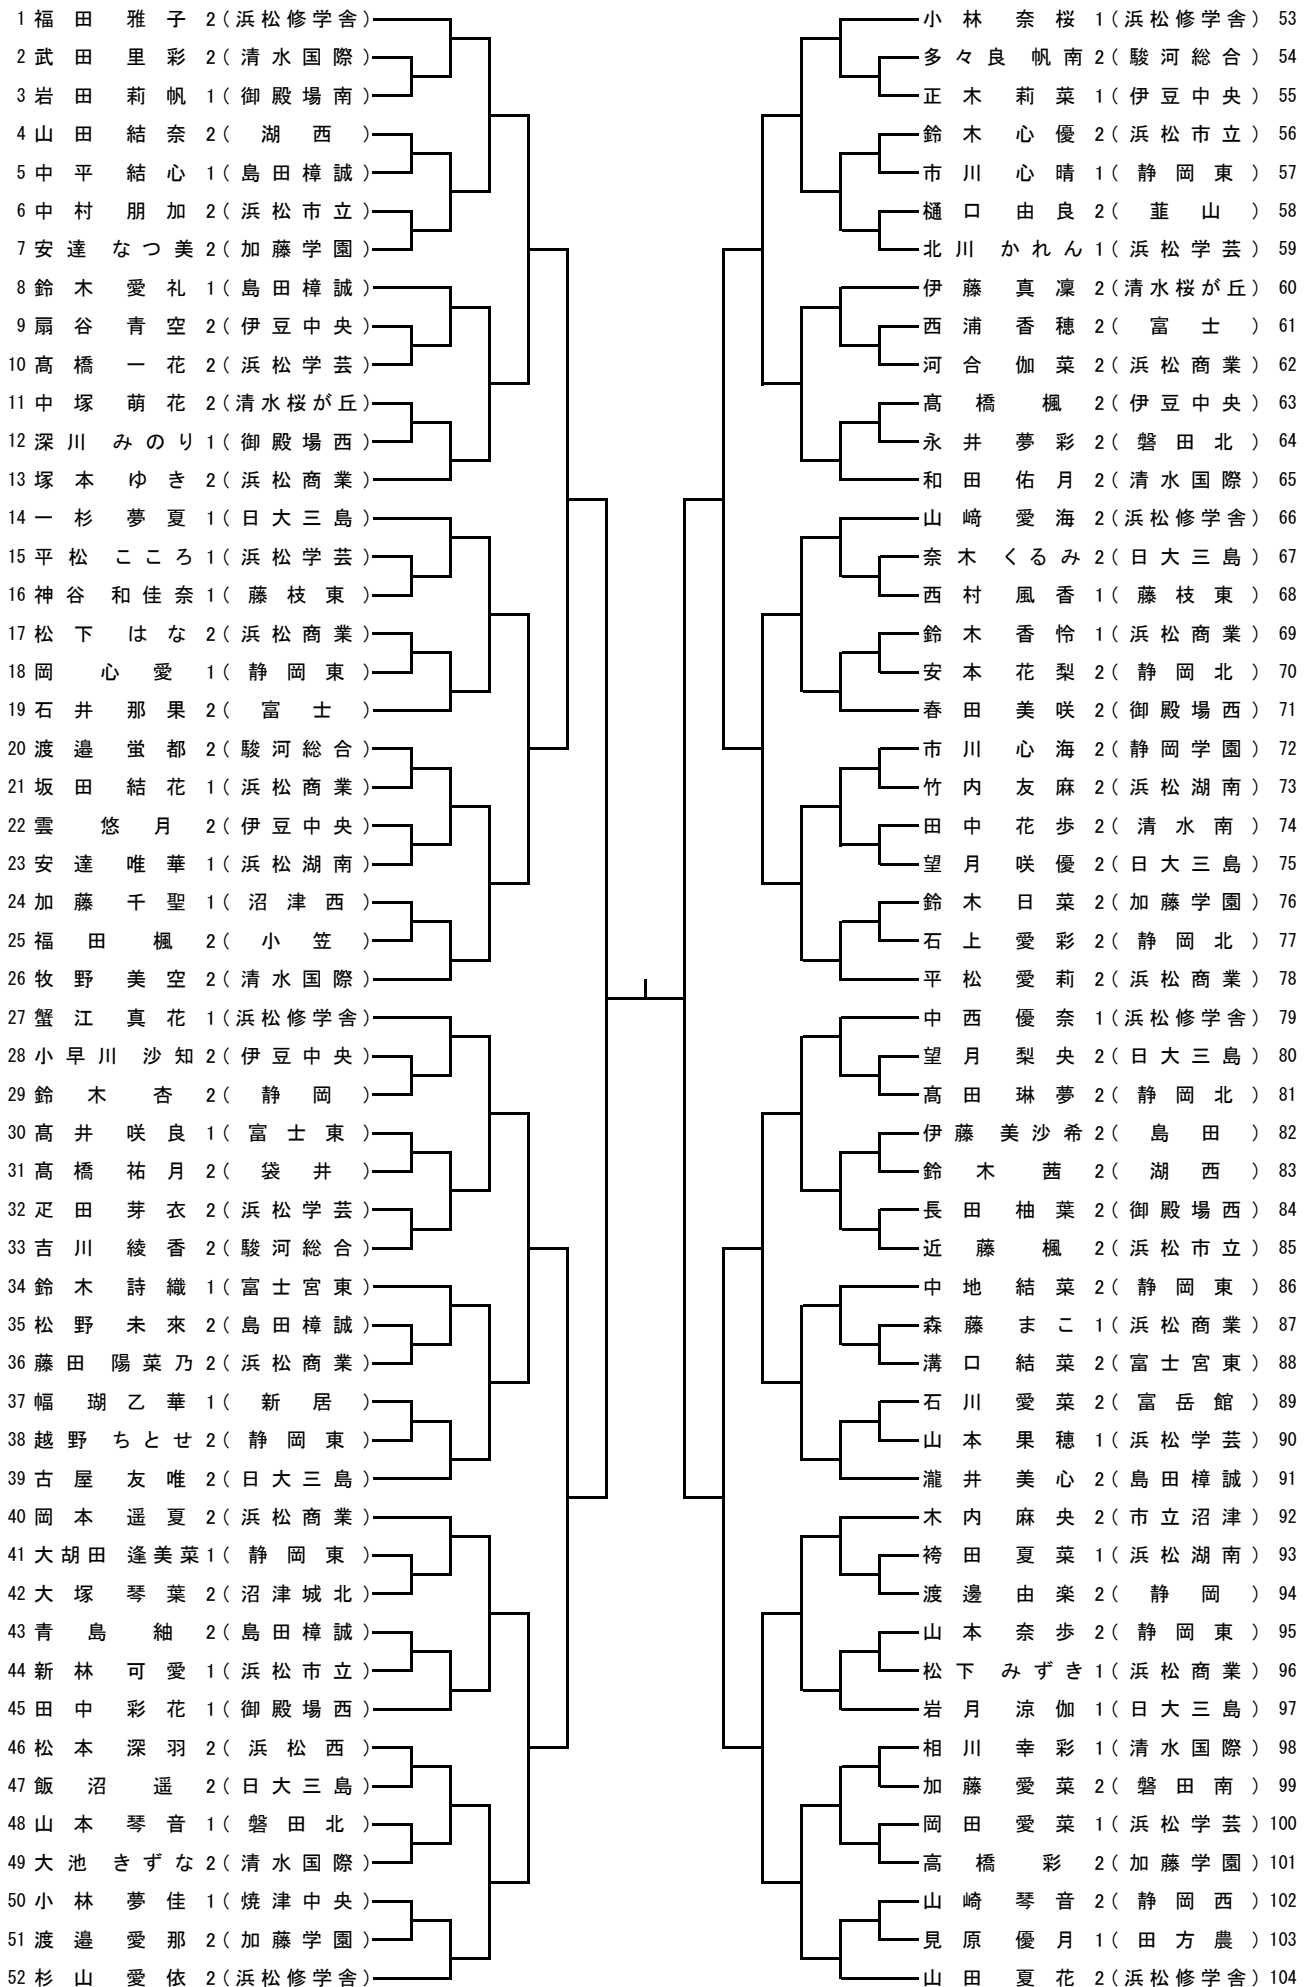 1 福田 雅子 2 (浜松修学舎)
2 武田 里彩 2 (清水国際)
3 岩田 莉帆 1 (御殿場南)
4 山田 結奈 2 (湖西)
5 中平 結心 1 (島田樟誠)
6 中村 朋加 2 (浜松市立)
7 安達 なつ美 2 (加藤学園)
8 鈴木 愛礼 1 (島田樟誠)
9 扇谷 青空 2 (伊豆中央)
10 髙橋 一花 2 (浜松学芸)
11 中塚 萌花 2 (清水桜が丘)
12 深川 みのり 1 (御殿場西)
13 塚本 ゆき 2 (浜松商業)
14 一杉 夢夏 1 (日大三島)
15 平松 こころ 1 (浜松学芸)
16 神谷 和佳奈 1 (藤枝東)
17 松下 はな 2 (浜松商業)
18 岡 心愛 1 (静岡東)
19 石井 那果 2 (富士)
20 渡邉 蛍都 2 (駿河総合)
21 坂田 結花 1 (浜松商業)
22 雲 悠月 2 (伊豆中央)
23 安達 唯華 1 (浜松湖南)
24 加藤 千聖 1 (沼津西)
25 福田 楓 2 (小笠)
26 牧野 美空 2 (清水国際)
27 蟹江 真花 1 (浜松修学舎)
28 小早川 沙知 2 (伊豆中央)
29 鈴木 杏 2 (静岡)
30 髙井 咲良 1 (富士東)
31 髙橋 祐月 2 (袋井)
32 疋田 芽衣 2 (浜松学芸)
33 吉川 綾香 2 (駿河総合)
34 鈴木 詩織 1 (富士宮東)
35 松野 未來 2 (島田樟誠)
36 藤田 陽菜乃 2 (浜松商業)
37 幅 瑚乙華 1 (新居)
38 越野 ちとせ 2 (静岡東)
39 古屋 友唯 2 (日大三島)
40 岡本 遥夏 2 (浜松商業)
41 大胡田 逢美菜 1 (静岡東)
42 大塚 琴葉 2 (沼津城北)
43 青島 紬 2 (島田樟誠)
44 新林 可愛 1 (浜松市立)
45 田中 彩花 1 (御殿場西)
46 松本 深羽 2 (浜松西)
47 飯沼 遥 2 (日大三島)
48 山本 琴音 1 (磐田北)
49 大池 きずな 2 (清水国際)
50 小林 夢佳 1 (焼津中央)
51 渡邉 愛那 2 (加藤学園)
52 杉山 愛依 2 (浜松修学舎)
小林 奈桜 1 (浜松修学舎) 53
多々良 帆南 2 (駿河総合) 54
正木 莉菜 1 (伊豆中央) 55
鈴木 心優 2 (浜松市立) 56
市川 心晴 1 (静岡東) 57
樋口 由良 2 (韮山) 58
北川 かれん 1 (浜松学芸) 59
伊藤 真凜 2 (清水桜が丘) 60
西浦 香穂 2 (富士) 61
河合 伽菜 2 (浜松商業) 62
髙橋 楓 2 (伊豆中央) 63
永井 夢彩 2 (磐田北) 64
和田 佑月 2 (清水国際) 65
山﨑 愛海 2 (浜松修学舎) 66
奈木 くるみ 2 (日大三島) 67
西村 風香 1 (藤枝東) 68
鈴木 香怜 1 (浜松商業) 69
安本 花梨 2 (静岡北) 70
春田 美咲 2 (御殿場西) 71
市川 心海 2 (静岡学園) 72
竹内 友麻 2 (浜松湖南) 73
田中 花歩 2 (清水南) 74
望月 咲優 2 (日大三島) 75
鈴木 日菜 2 (加藤学園) 76
石上 愛彩 2 (静岡北) 77
平松 愛莉 2 (浜松商業) 78
中西 優奈 1 (浜松修学舎) 79
望月 梨央 2 (日大三島) 80
髙田 琳夢 2 (静岡北) 81
伊藤 美沙希 2 (島田) 82
鈴木 茜 2 (湖西) 83
長田 柚葉 2 (御殿場西) 84
近藤 楓 2 (浜松市立) 85
中地 結菜 2 (静岡東) 86
森藤 まこ 1 (浜松商業) 87
溝口 結菜 2 (富士宮東) 88
石川 愛菜 2 (富岳館) 89
山本 果穂 1 (浜松学芸) 90
瀧井 美心 2 (島田樟誠) 91
木内 麻央 2 (市立沼津) 92
袴田 夏菜 1 (浜松湖南) 93
渡邊 由楽 2 (静岡) 94
山本 奈歩 2 (静岡東) 95
松下 みずき 1 (浜松商業) 96
岩月 涼伽 1 (日大三島) 97
相川 幸彩 1 (清水国際) 98
加藤 愛菜 2 (磐田南) 99
岡田 愛菜 1 (浜松学芸) 100
高橋 彩 2 (加藤学園) 101
山崎 琴音 2 (静岡西) 102
見原 優月 1 (田方農) 103
山田 夏花 2 (浜松修学舎) 104